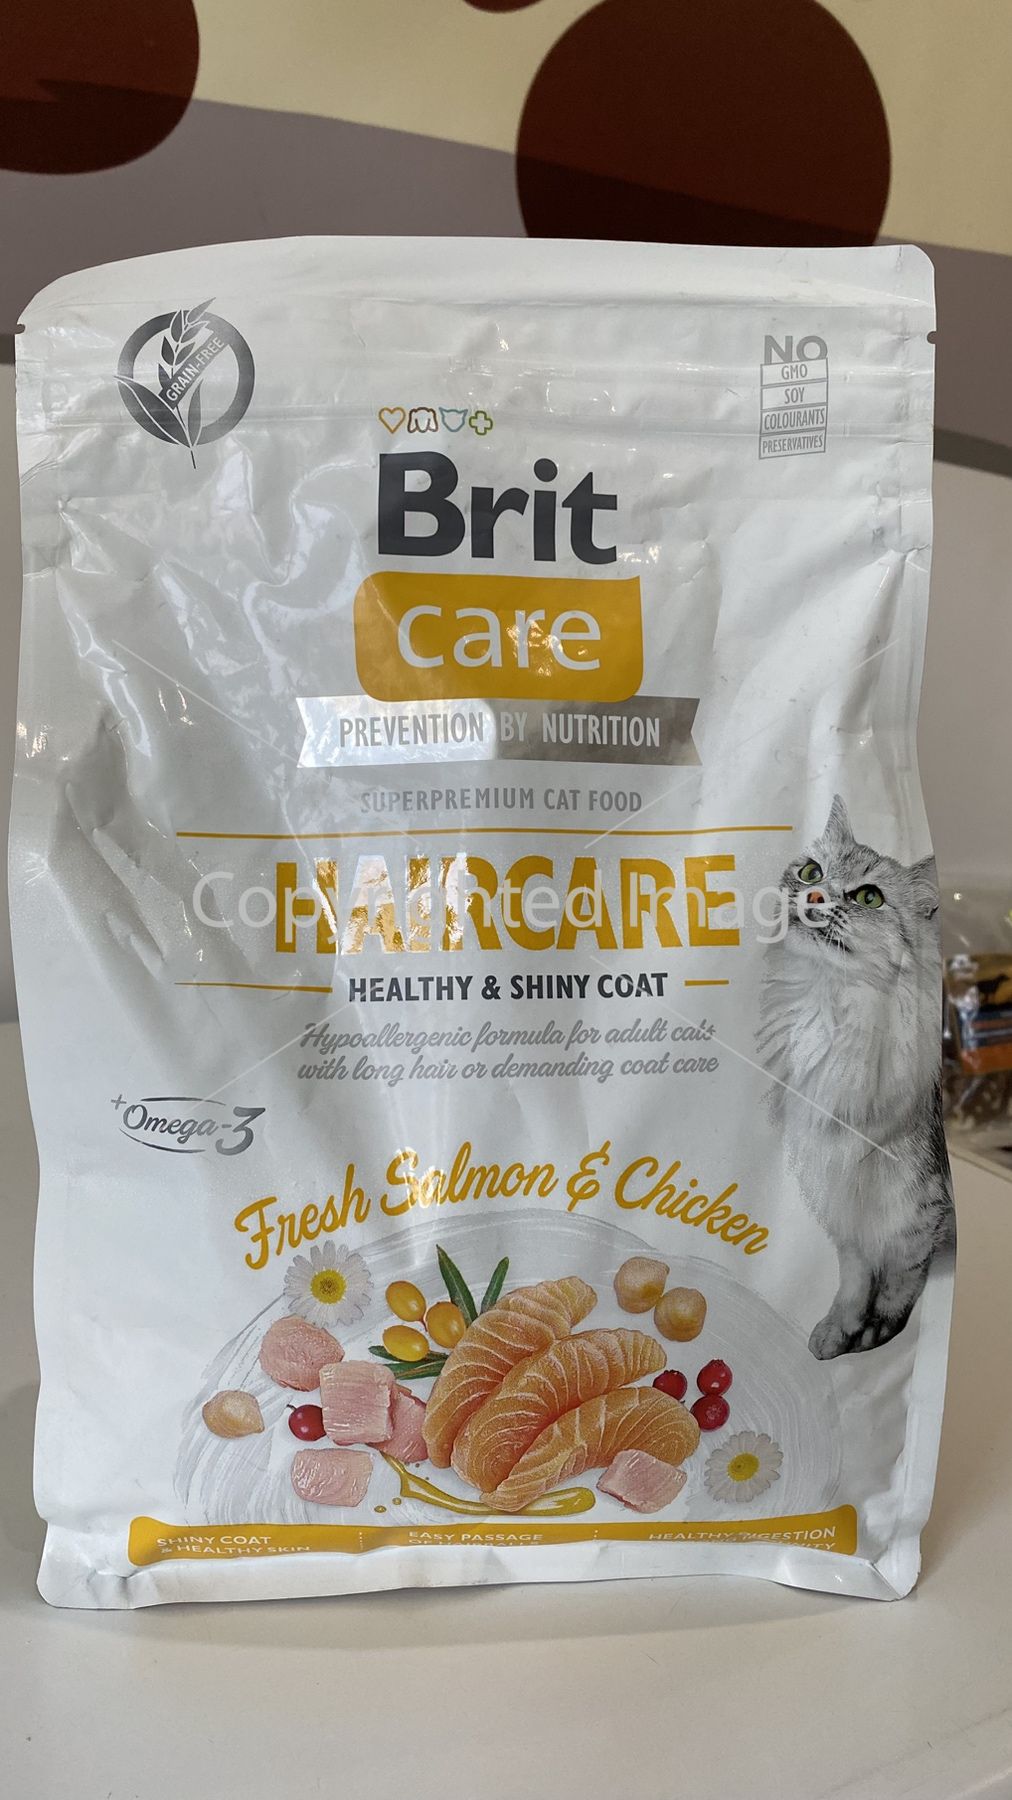 GRAIN-FREE
NO
GMO
SOY
COLOURANTS
PRESERVATIVES
Brit
care
PREVENTION BY NUTRITION
SUPERPREMIUM CAT FOOD
HAIRCARE
Copyrighted Image
HEALTHY & SHINY COAT
Hypoallergenic formula for adult cats
with long hair or demanding coat care
+Omega-3
Fresh Salmon & Chicken
SHINY COAT
& HEALTHY SKIN
EASY PASSAGE
OF HAIRBALLS
HEALTHY DIGESTION